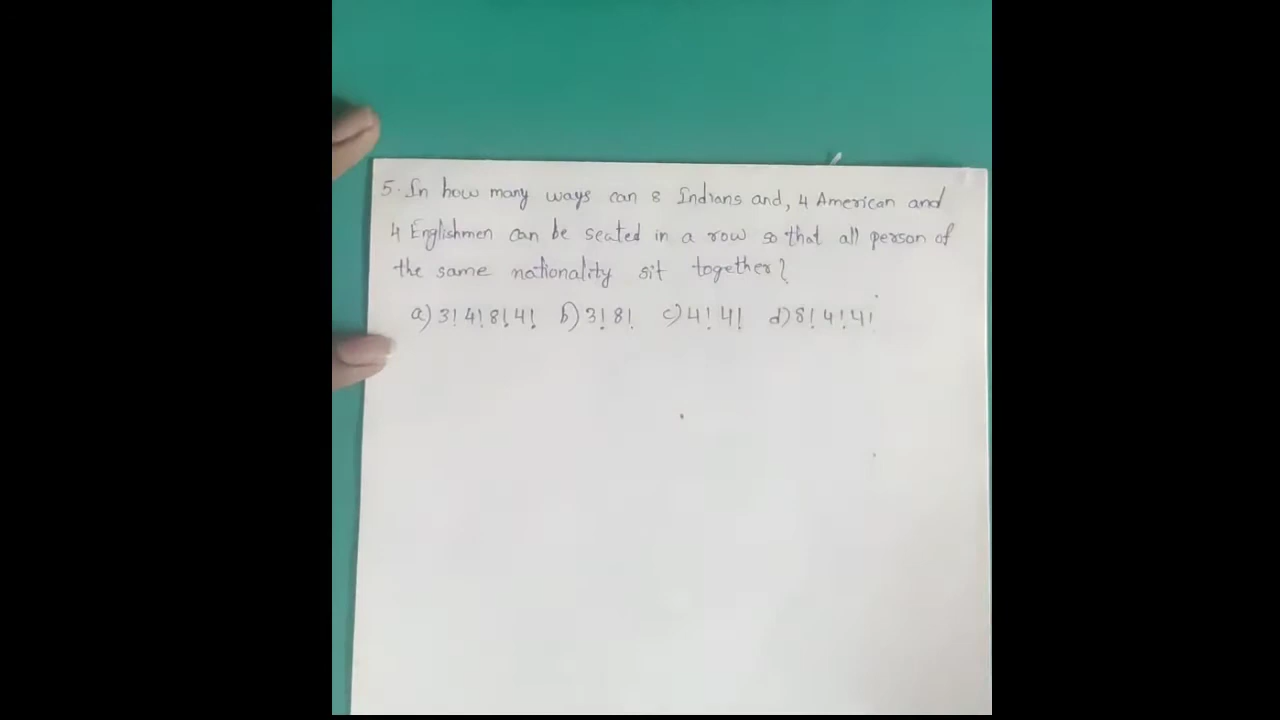 5. In how many ways can 8 Indians and, 4 American and
4 Englishmen can be seated in a row so that all person of
the same nationality sit together?
a) 3! 4! 8! 4! b) 3! 8! c) 4! 4! d) 8! 4! 4!